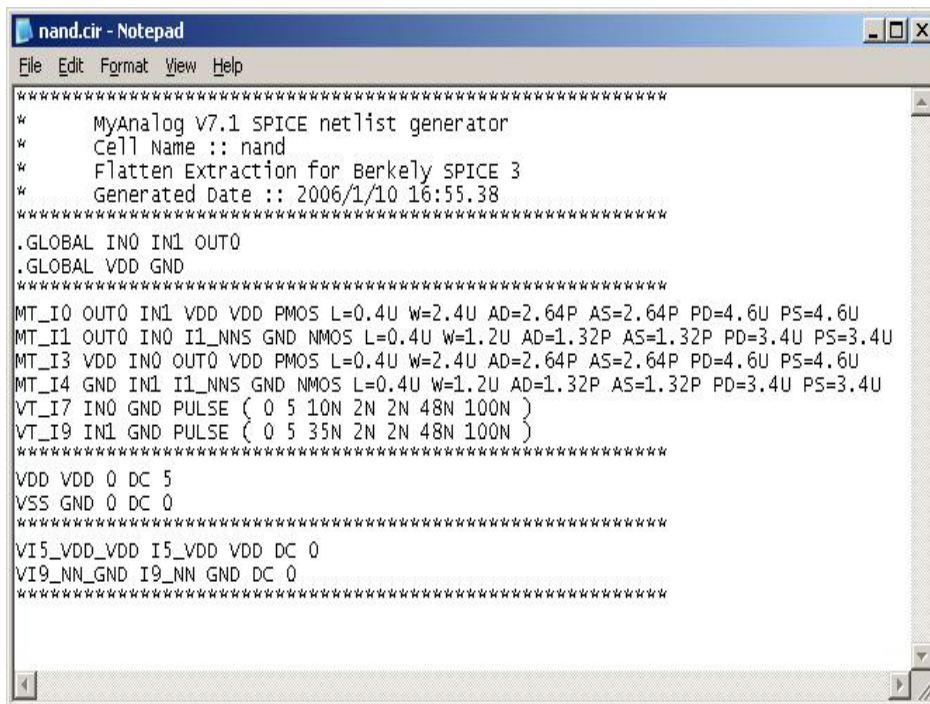 nand.cir - Notepad
File Edit Format View Help
**********************************************************
* MyAnalog V7.1 SPICE netlist generator
* Cell Name :: nand
* Flatten Extraction for Berkely SPICE 3
* Generated Date :: 2006/1/10 16:55.38
**********************************************************
.GLOBAL IN0 IN1 OUT0
.GLOBAL VDD GND
**********************************************************
MT_I0 OUT0 IN1 VDD VDD PMOS L=0.4U W=2.4U AD=2.64P AS=2.64P PD=4.6U PS=4.6U
MT_I1 OUT0 IN0 I1_NNS GND NMOS L=0.4U W=1.2U AD=1.32P AS=1.32P PD=3.4U PS=3.4U
MT_I3 VDD IN0 OUT0 VDD PMOS L=0.4U W=2.4U AD=2.64P AS=2.64P PD=4.6U PS=4.6U
MT_I4 GND IN1 I1_NNS GND NMOS L=0.4U W=1.2U AD=1.32P AS=1.32P PD=3.4U PS=3.4U
VT_I7 IN0 GND PULSE ( 0 5 10N 2N 2N 48N 100N )
VT_I9 IN1 GND PULSE ( 0 5 35N 2N 2N 48N 100N )
**********************************************************
VDD VDD 0 DC 5
VSS GND 0 DC 0
**********************************************************
VI5_VDD_VDD I5_VDD VDD DC 0
VI9_NN_GND I9_NN GND DC 0
**********************************************************